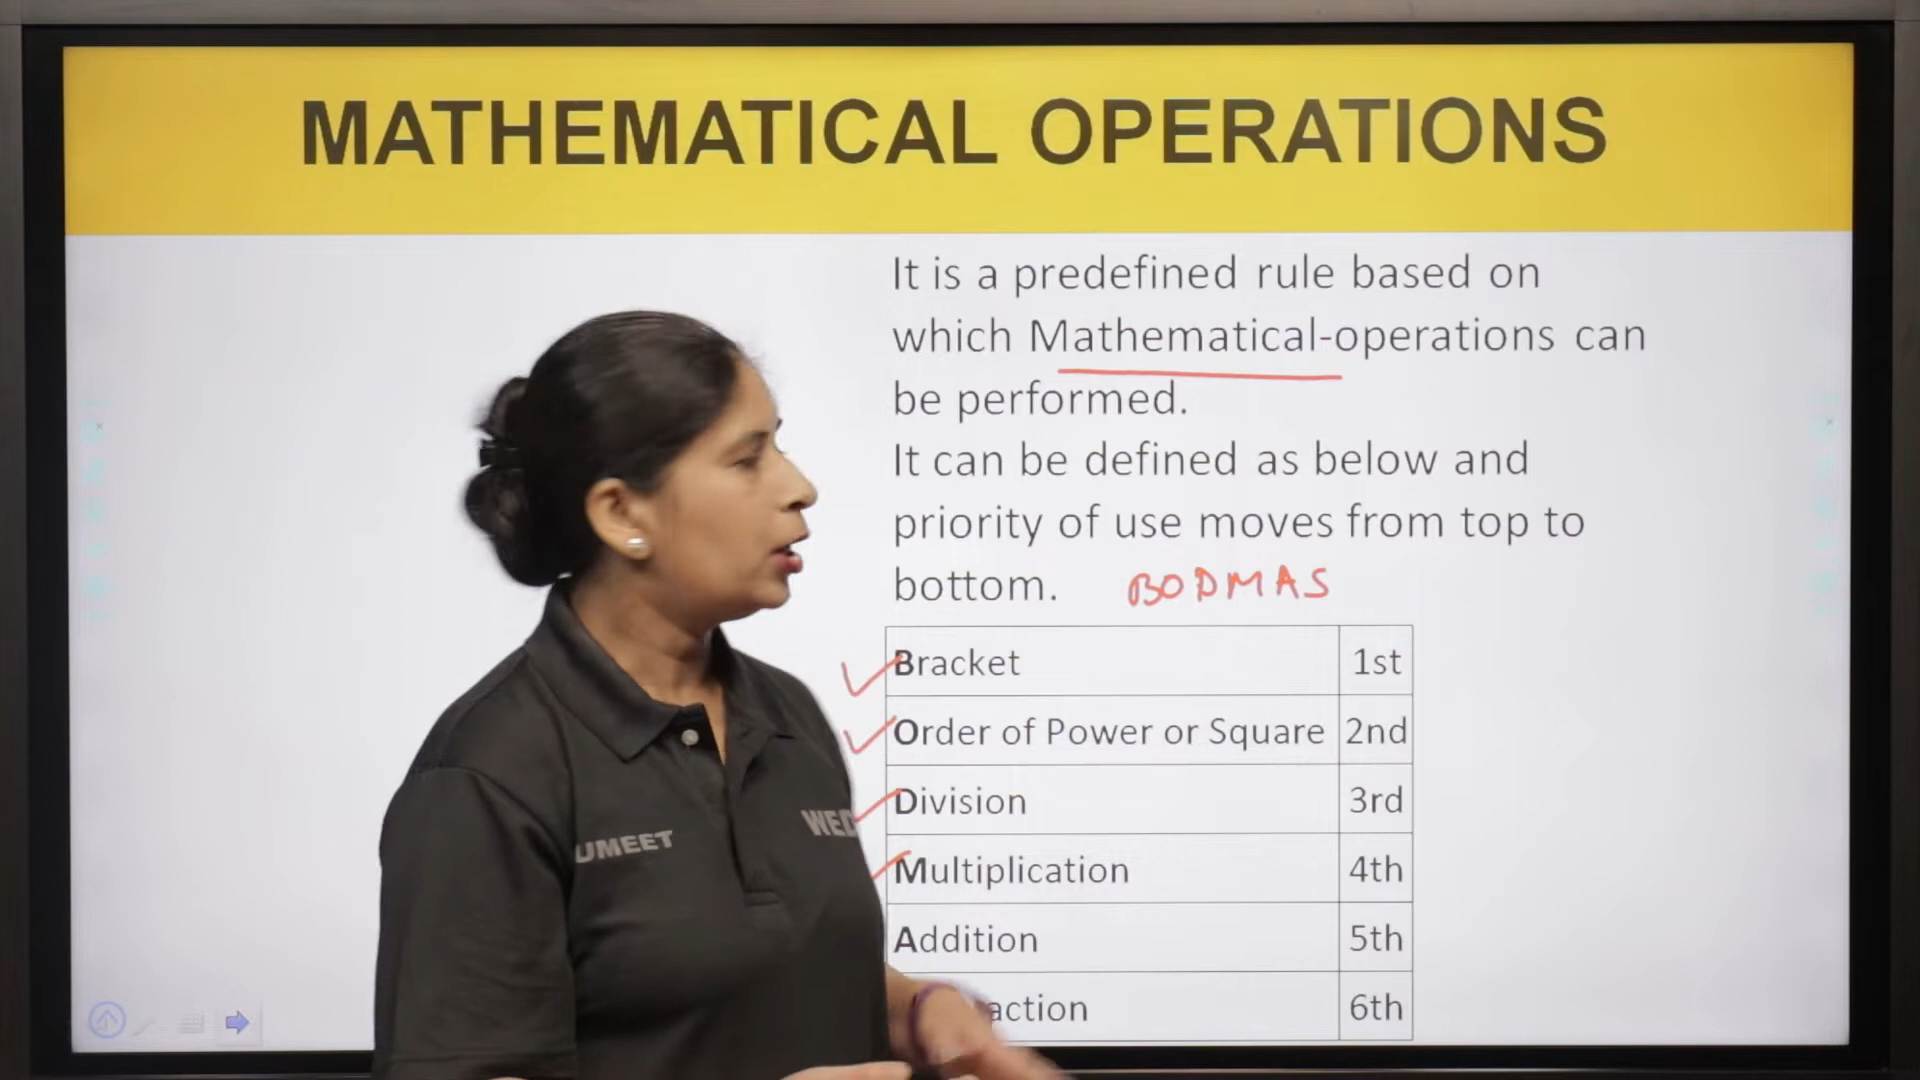 MATHEMATICAL OPERATIONS
It is a predefined rule based on
which Mathematical-operations can
be performed.
It can be defined as below and
priority of use moves from top to
bottom. BODMAS
Bracket 1st
Order of Power or Square 2nd
Division 3rd
Multiplication 4th
Addition 5th
action 6th
UMEET WED